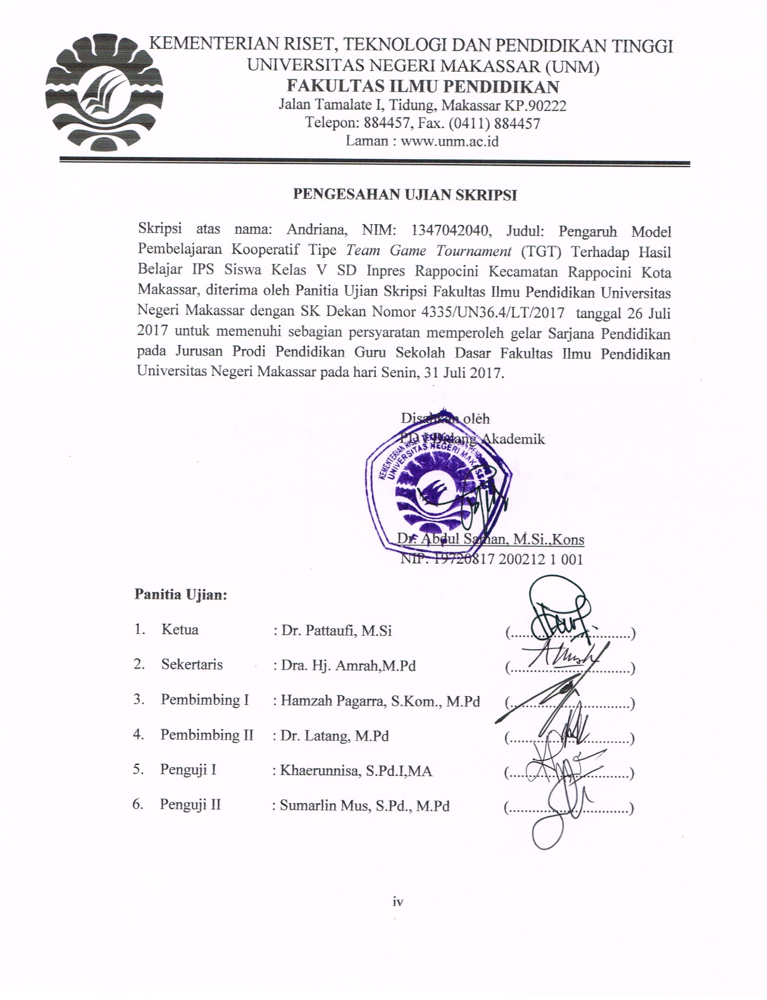 KEMENTERIAN RISET, TEKNOLOGI DAN PENDIDIKAN TINGGI
UNIVERSITAS NEGERI MAKASSAR (UNM)
FAKULTAS ILMU PENDIDIKAN
Jalan Tamalate I, Tidung, Makassar KP.90222
Telepon: 884457, Fax. (0411) 884457
Laman : www.unm.ac.id
PENGESAHAN UJIAN SKRIPSI
Skripsi atas nama: Andriana, NIM: 1347042040, Judul: Pengaruh Model
Pembelajaran Kooperatif Tipe Team Game Tournament (TGT) Terhadap Hasil
Belajar IPS Siswa Kelas V SD Inpres Rappocini Kecamatan Rappocini Kota
Makassar, diterima oleh Panitia Ujian Skripsi Fakultas Ilmu Pendidikan Universitas
Negeri Makassar dengan SK Dekan Nomor 4335/UN36.4/LT/2017 tanggal 26 Juli
2017 untuk memenuhi sebagian persyaratan memperoleh gelar Sarjana Pendidikan
pada Jurusan Prodi Pendidikan Guru Sekolah Dasar Fakultas Ilmu Pendidikan
Universitas Negeri Makassar pada hari Senin, 31 Juli 2017.
Disahkan oleh
PD I Bidang Akademik
KEMENTERIAN RISET TEKNOLOGI DAN
UNIVERSITAS NEGERI MAKASSAR
F I P
Dr. Abdul Saman, M.Si.,Kons
NIP. 19720817 200212 1 001
Panitia Ujian:
1. Ketua : Dr. Pattaufi, M.Si (..............................)
2. Sekertaris : Dra. Hj. Amrah,M.Pd (..............................)
3. Pembimbing I : Hamzah Pagarra, S.Kom., M.Pd (..............................)
4. Pembimbing II : Dr. Latang, M.Pd (..............................)
5. Penguji I : Khaerunnisa, S.Pd.I,MA (..............................)
6. Penguji II : Sumarlin Mus, S.Pd., M.Pd (..............................)
iv